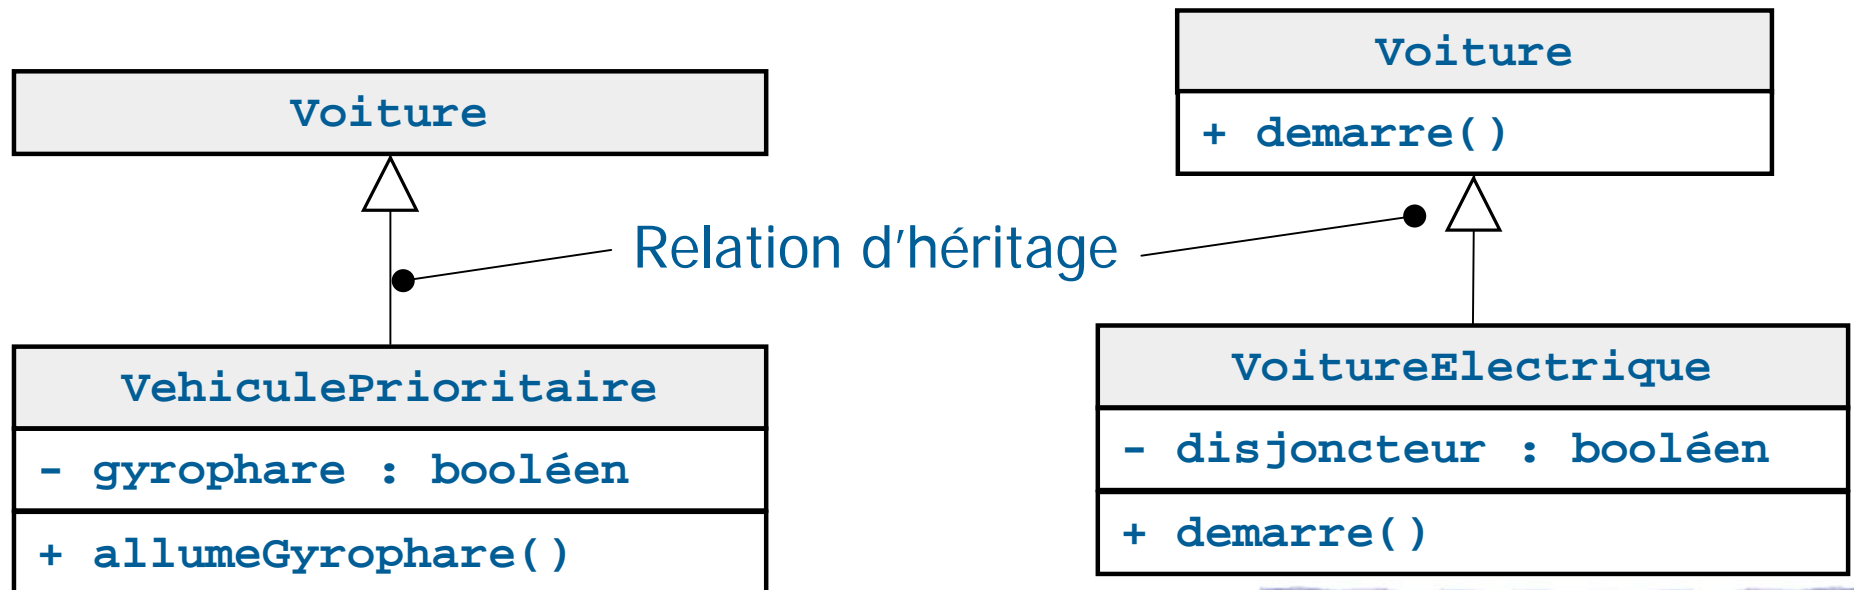 Voiture
VehiculePrioritaire
- gyrophare : booléen
+ allumeGyrophare()
Relation d'héritage
Voiture
+ demarre()
VoitureElectrique
- disjoncteur : booléen
+ demarre()